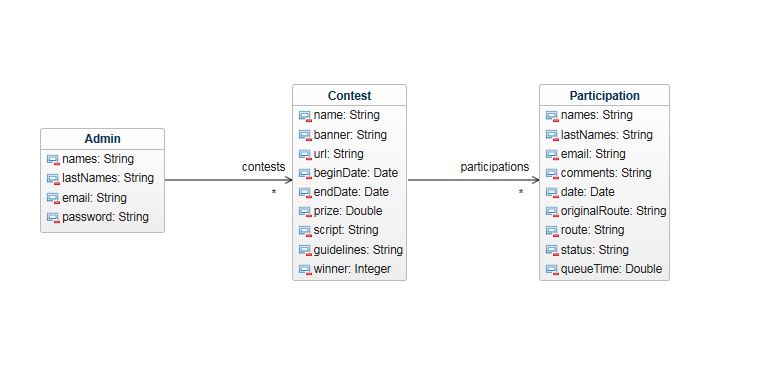 Admin
names: String
lastNames: String
email: String
password: String
contests
*
Contest
name: String
banner: String
url: String
beginDate: Date
endDate: Date
prize: Double
script: String
guidelines: String
winner: Integer
participations
*
Participation
names: String
lastNames: String
email: String
comments: String
date: Date
originalRoute: String
route: String
status: String
queueTime: Double